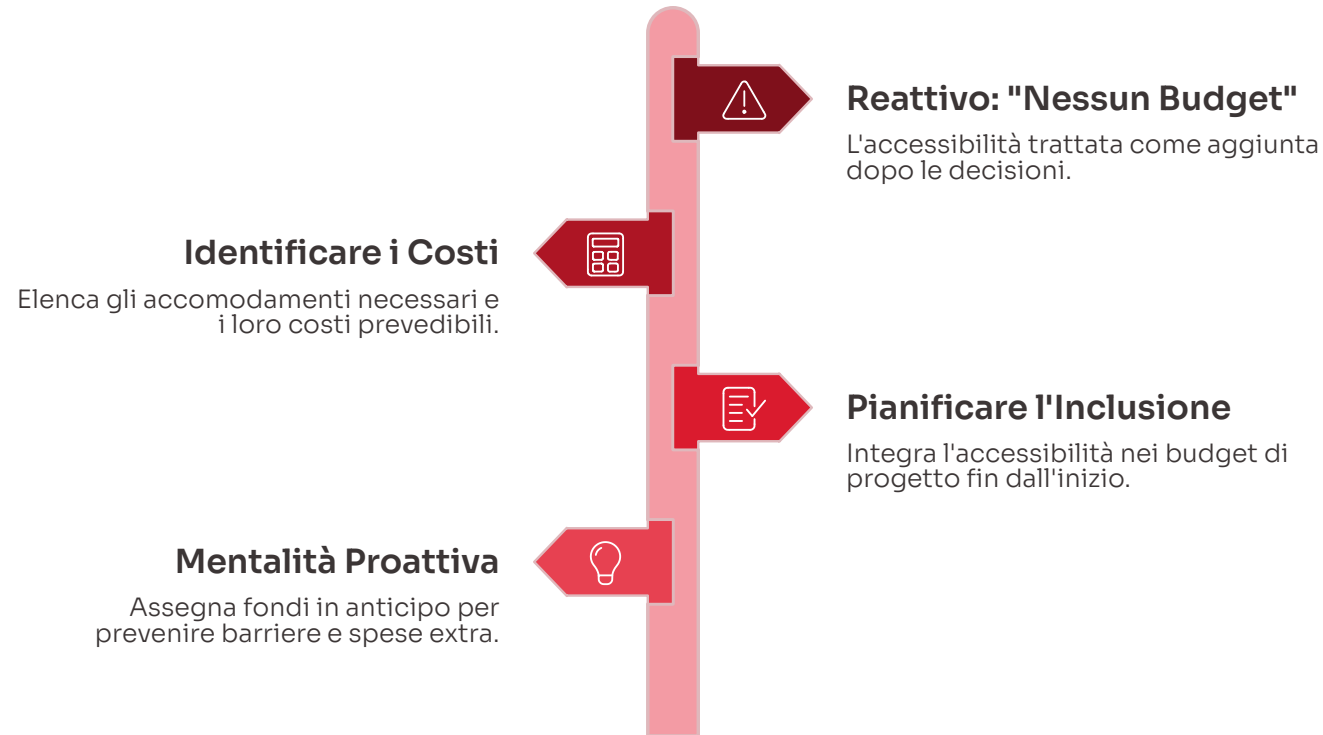 Reattivo: "Nessun Budget"
L'accessibilità trattata come aggiunta
dopo le decisioni.
Identificare i Costi
Elenca gli accomodamenti necessari e
i loro costi prevedibili.
Pianificare l'Inclusione
Integra l'accessibilità nei budget di
progetto fin dall'inizio.
Mentalità Proattiva
Assegna fondi in anticipo per
prevenire barriere e spese extra.